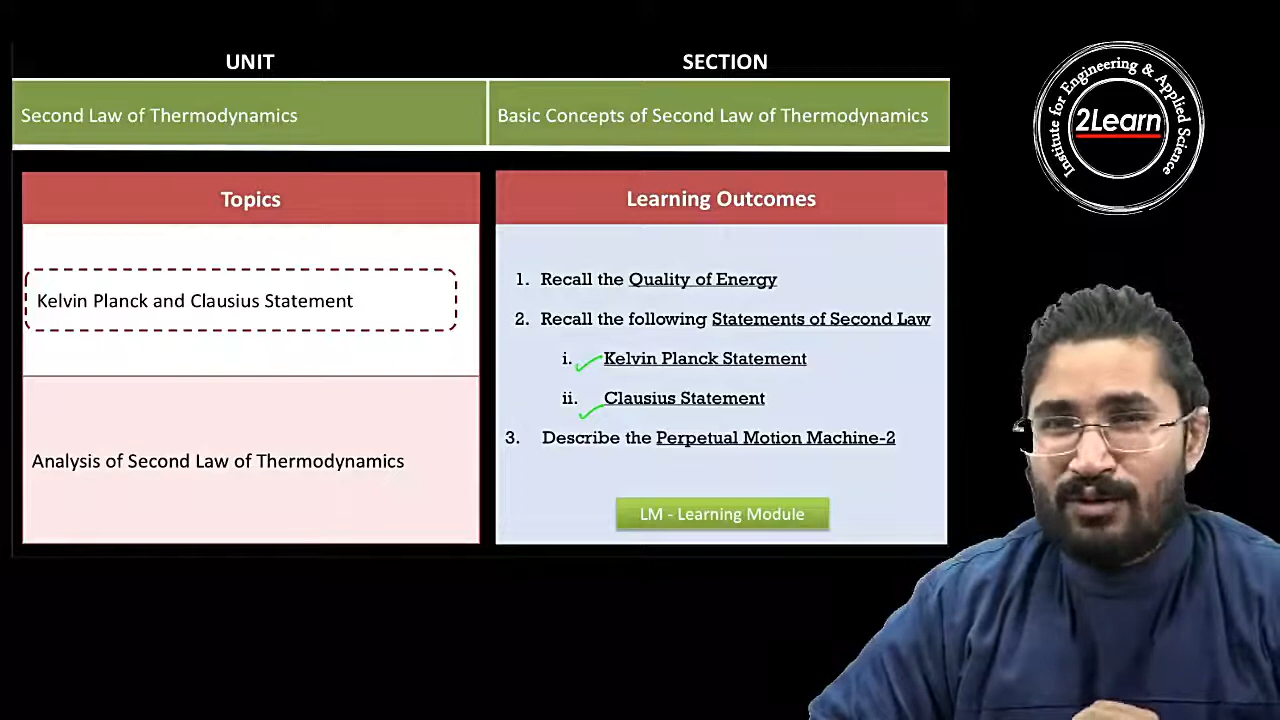 UNIT
SECTION
Second Law of Thermodynamics
Basic Concepts of Second Law of Thermodynamics
Topics
Kelvin Planck and Clausius Statement
Analysis of Second Law of Thermodynamics
Learning Outcomes
1. Recall the Quality of Energy
2. Recall the following Statements of Second Law
i. Kelvin Planck Statement
ii. Clausius Statement
3. Describe the Perpetual Motion Machine-2
LM - Learning Module
Institute for Engineering & Applied Science
2Learn